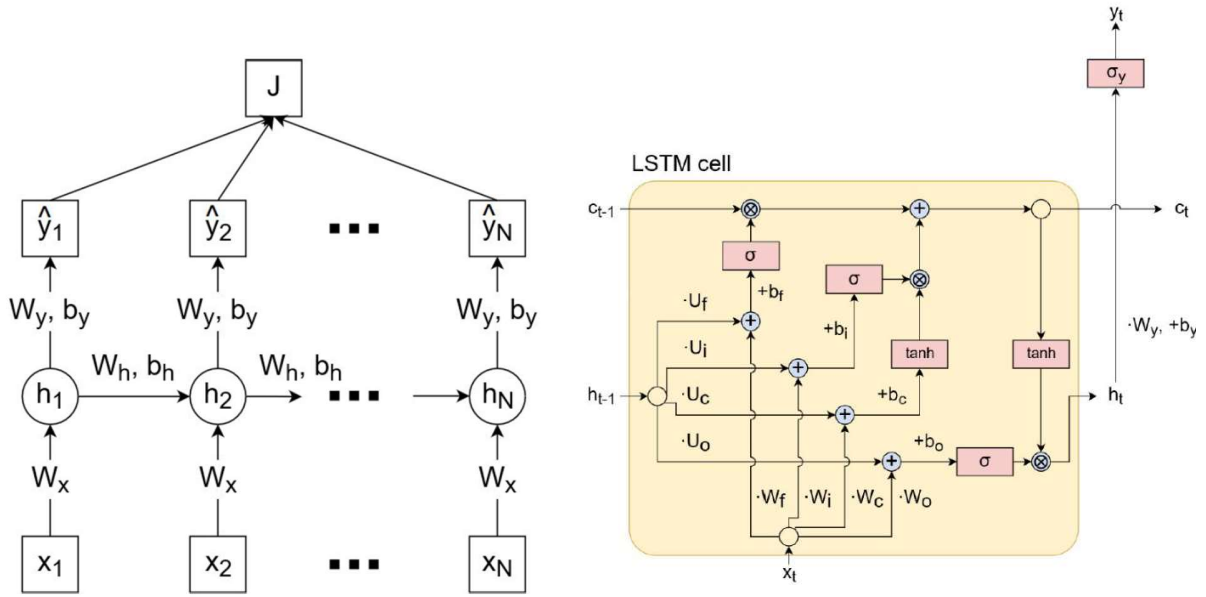 J
ŷ₁ ŷ₂ ŷN
Wy, by Wy, by Wy, by
Wh, bh Wh, bh
h₁ h₂ hN
Wx Wx Wx
x₁ x₂ xN
yt
σy
LSTM cell
ct-1 ct
σ
σ
+bf
·Uf
+bi
·Wy, +by
·Ui
tanh tanh
ht-1 ·Uc +bc ht
·Uo +bo
σ
·Wf ·Wi ·Wc ·Wo
xt